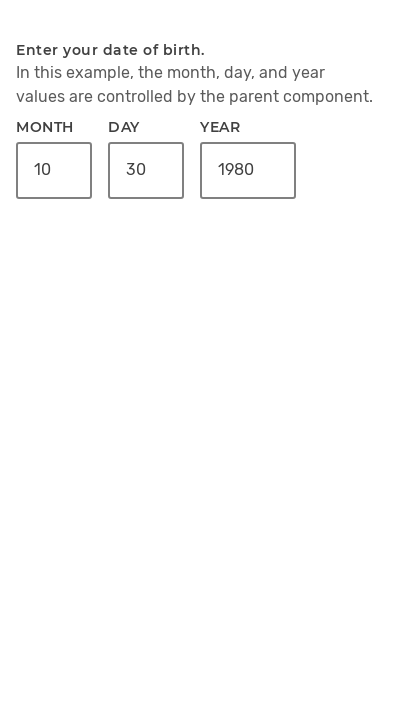 Enter your date of birth.
In this example, the month, day, and year
values are controlled by the parent component.
MONTH DAY YEAR
10 30 1980